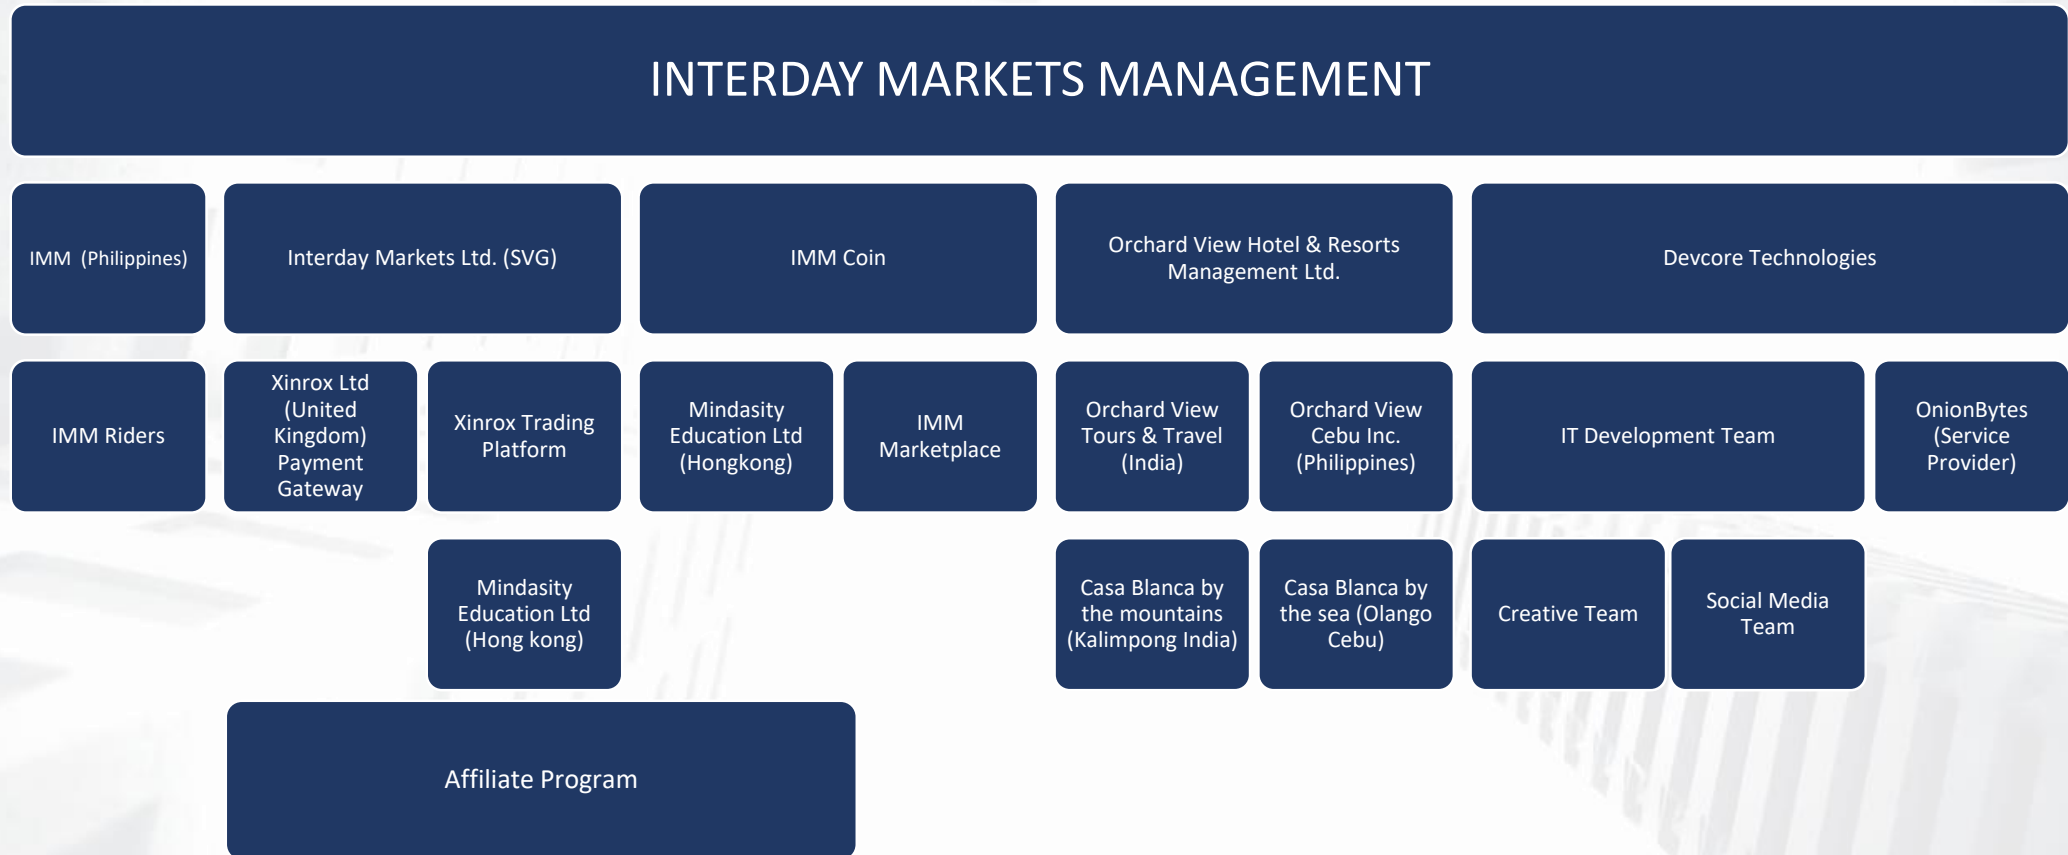 INTERDAY MARKETS MANAGEMENT
IMM (Philippines)
Interday Markets Ltd. (SVG)
IMM Coin
Orchard View Hotel & Resorts
Management Ltd.
Devcore Technologies
IMM Riders
Xinrox Ltd
(United
Kingdom)
Payment
Gateway
Xinrox Trading
Platform
Mindasity
Education Ltd
(Hongkong)
IMM
Marketplace
Orchard View
Tours & Travel
(India)
Orchard View
Cebu Inc.
(Philippines)
IT Development Team
OnionBytes
(Service
Provider)
Mindasity
Education Ltd
(Hong kong)
Casa Blanca by
the mountains
(Kalimpong India)
Casa Blanca by
the sea (Olango
Cebu)
Creative Team
Social Media
Team
Affiliate Program